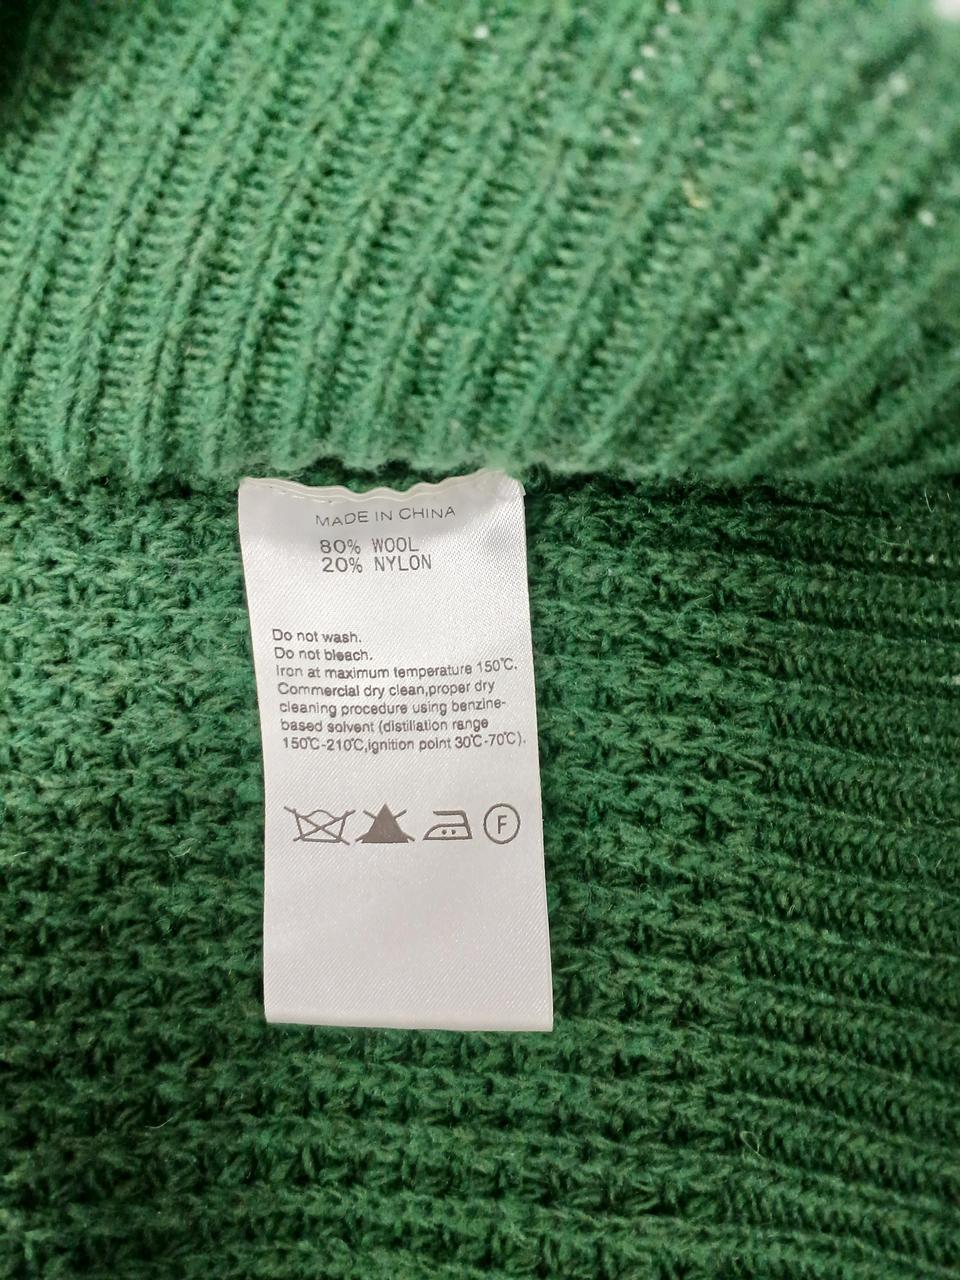 MADE IN CHINA
80% WOOL
20% NYLON
Do not wash.
Do not bleach.
Iron at maximum temperature 150℃.
Commercial dry clean,proper dry
cleaning procedure using benzine-
based solvent (distillation range
150℃-210℃,ignition point 30℃-70℃).
F